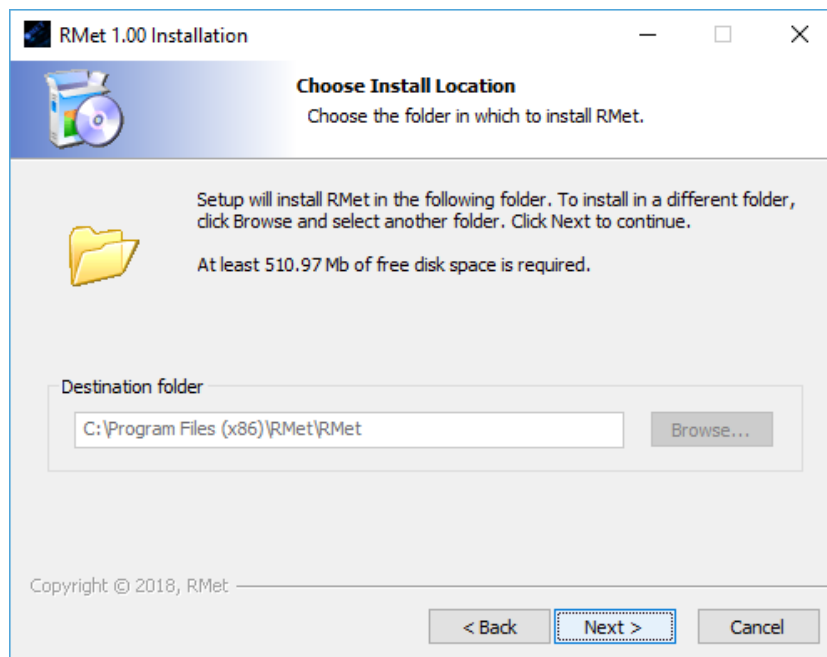 RMet 1.00 Installation
Choose Install Location
Choose the folder in which to install RMet.
Setup will install RMet in the following folder. To install in a different folder,
click Browse and select another folder. Click Next to continue.
At least 510.97 Mb of free disk space is required.
Destination folder
C:\Program Files (x86)\RMet\RMet
Browse...
Copyright © 2018, RMet
< Back
Next >
Cancel